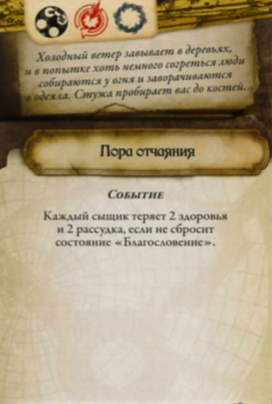 Холодный ветер завывает в деревьях,
и в попытке хоть немного согреться люди
собираются у огня и заворачиваются
в одеяла. Стужа пробирает вас до костей.
Пора отчаяния
Событие
Каждый сыщик теряет 2 здоровья
и 2 рассудка, если не сбросит
состояние «Благословение».